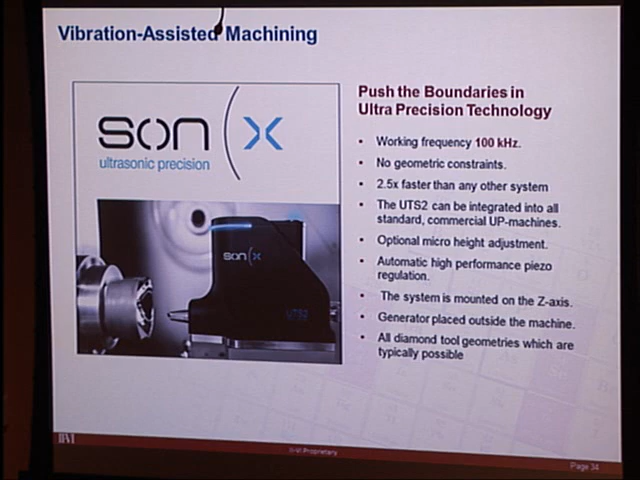 Vibration-Assisted Machining
son(x
ultrasonic precision
son(x
UTS2
Push the Boundaries in
Ultra Precision Technology
• Working frequency 100 kHz.
• No geometric constraints.
• 2.5x faster than any other system
• The UTS2 can be integrated into all
standard, commercial UP-machines.
• Optional micro height adjustment.
• Automatic high performance piezo
regulation.
• The system is mounted on the Z-axis.
• Generator placed outside the machine.
• All diamond tool geometries which are
typically possible
II-VI
II-VI Proprietary
Page 34